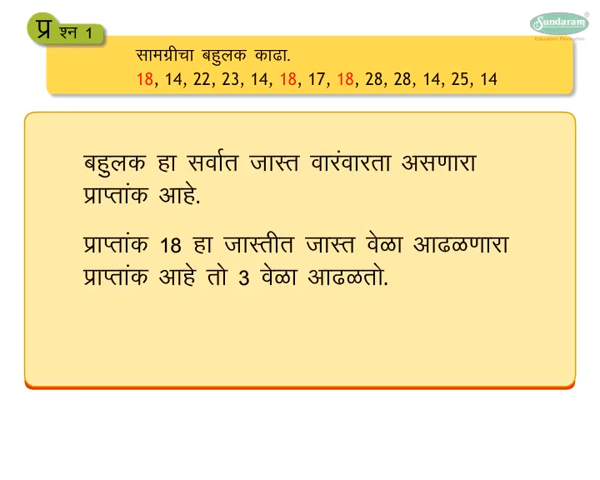 प्रश्न 1
Sundaram
सामग्रीचा बहुलक काढा.
18, 14, 22, 23, 14, 18, 17, 18, 28, 28, 14, 25, 14
बहुलक हा सर्वात जास्त वारंवारता असणारा
प्राप्तांक आहे.
प्राप्तांक 18 हा जास्तीत जास्त वेळा आढळणारा
प्राप्तांक आहे तो 3 वेळा आढळतो.